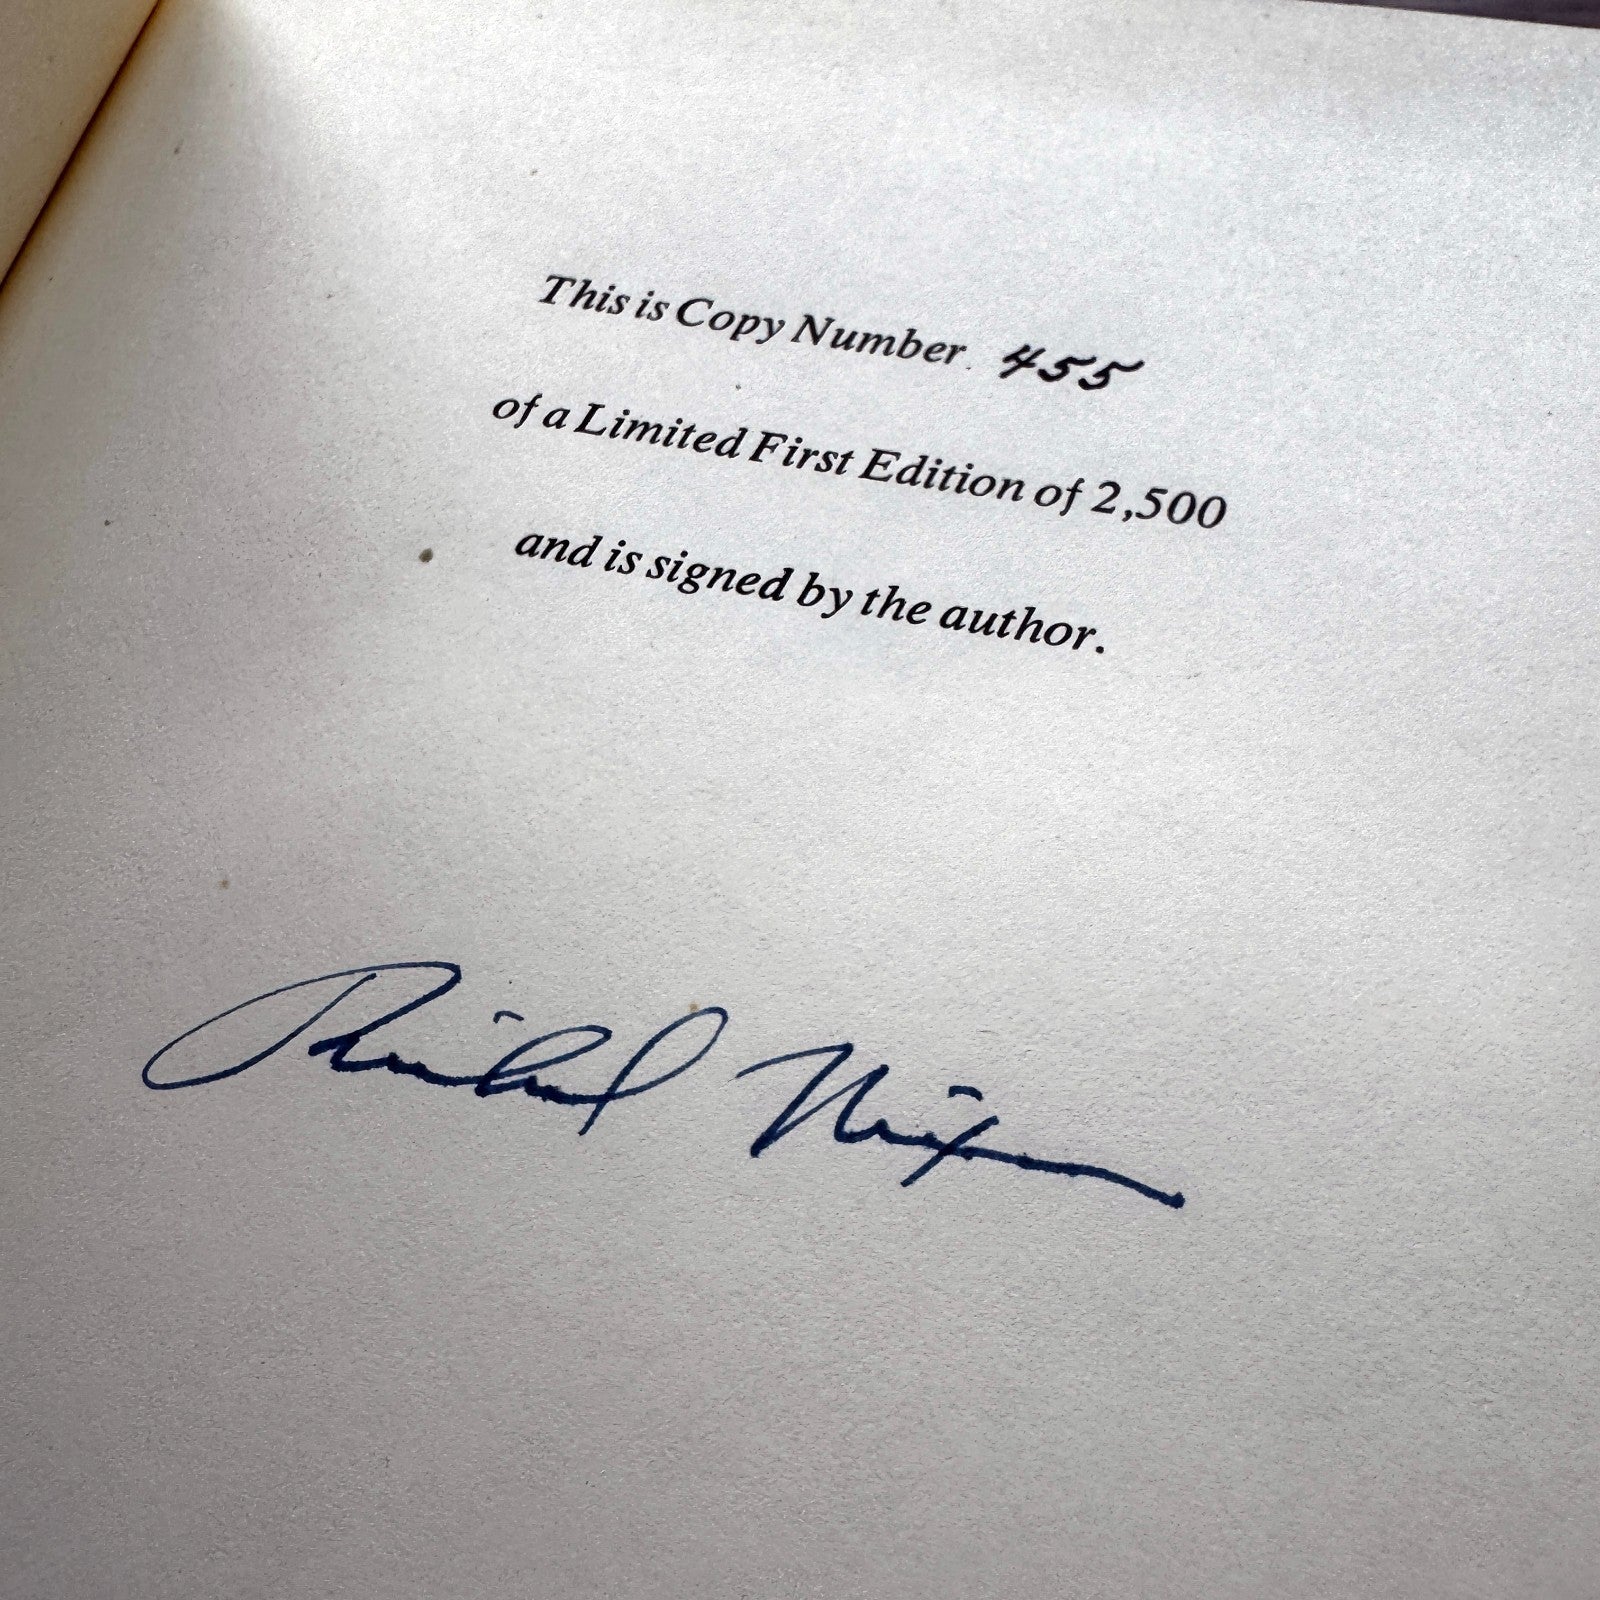 This is Copy Number 455
of a Limited First Edition of 2,500
and is signed by the author.
Richard Nixon